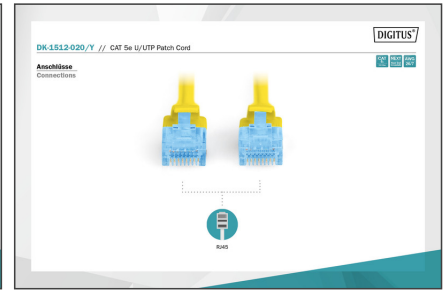 DIGITUS®
DK-1512-020/Y // CAT 5e U/UTP Patch Cord
Anschlüsse
Connections
RJ45